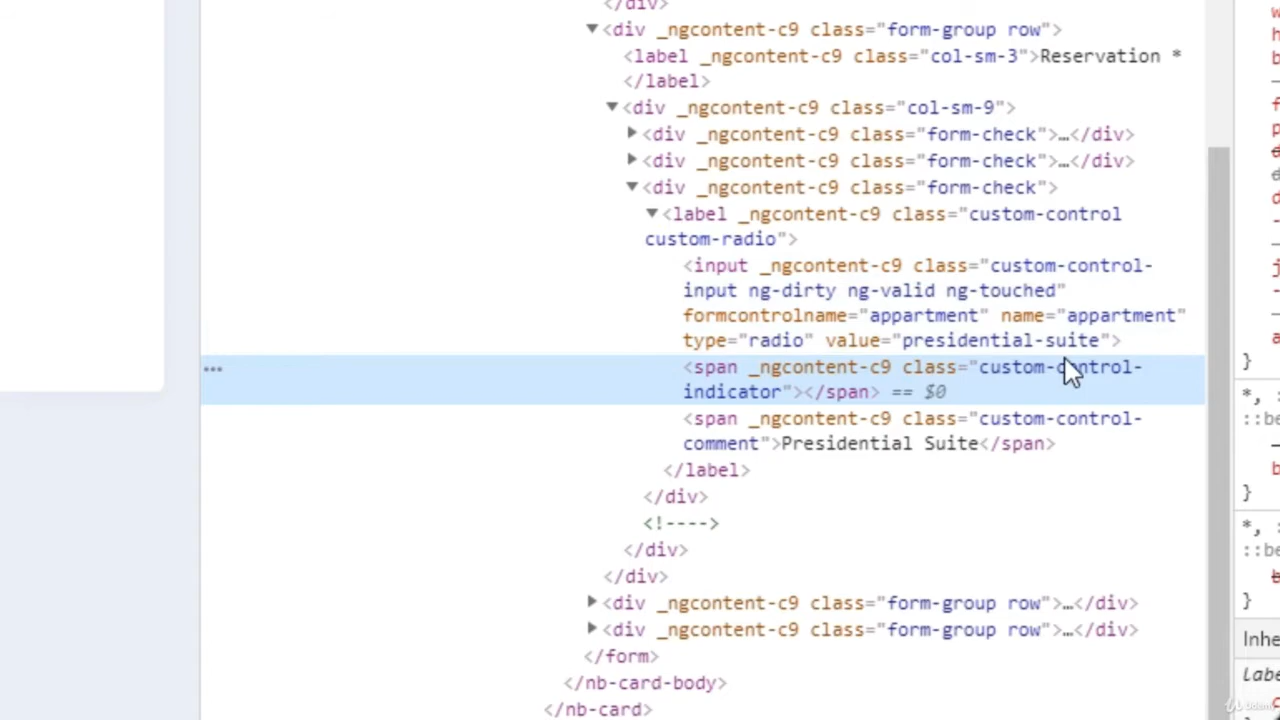 </div>
<div _ngcontent-c9 class="form-group row">
<label _ngcontent-c9 class="col-sm-3">Reservation *
</label>
<div _ngcontent-c9 class="col-sm-9">
<div _ngcontent-c9 class="form-check">…</div>
<div _ngcontent-c9 class="form-check">…</div>
<div _ngcontent-c9 class="form-check">
<label _ngcontent-c9 class="custom-control
custom-radio">
<input _ngcontent-c9 class="custom-control-
input ng-dirty ng-valid ng-touched"
formcontrolname="appartment" name="appartment"
type="radio" value="presidential-suite">
<span _ngcontent-c9 class="custom-control-
indicator"></span> == $0
<span _ngcontent-c9 class="custom-control-
comment">Presidential Suite</span>
</label>
</div>
<!---->
</div>
</div>
<div _ngcontent-c9 class="form-group row">…</div>
<div _ngcontent-c9 class="form-group row">…</div>
</form>
</nb-card-body>
</nb-card>
}
*, :
::be
}
*, :
::be
}
Inhe
Labe
Udemy